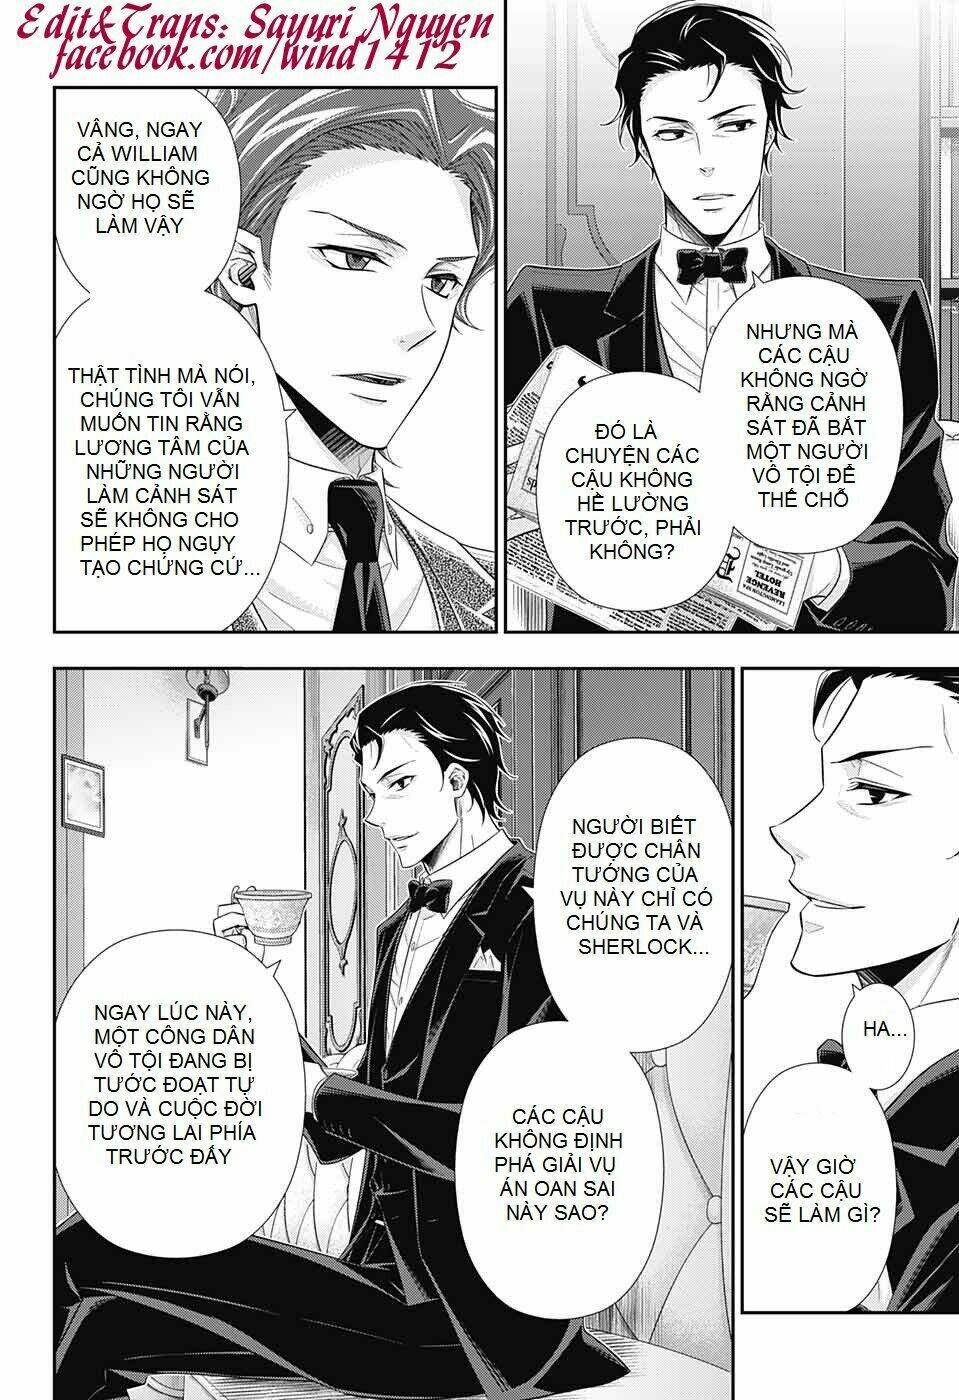 Edit&Trans: Sayuri Nguyen
facebook.com/wind1412
NHƯNG MÀ
CÁC CẬU
KHÔNG NGỜ
RẰNG CẢNH
SÁT ĐÃ BẮT
MỘT NGƯỜI
VÔ TỘI ĐỂ
THẾ CHỖ
ĐÓ LÀ
CHUYỆN CÁC
CẬU KHÔNG
HỀ LƯỜNG
TRƯỚC, PHẢI
KHÔNG?
LEAMINGTON SPA
REVENGE
HOTEL
VÂNG, NGAY
CẢ WILLIAM
CŨNG KHÔNG
NGỜ HỌ SẼ
LÀM VẬY
THẬT TÌNH MÀ NÓI,
CHÚNG TÔI VẪN
MUỐN TIN RẰNG
LƯƠNG TÂM CỦA
NHỮNG NGƯỜI
LÀM CẢNH SÁT
SẼ KHÔNG CHO
PHÉP HỌ NGỤY
TẠO CHỨNG CỨ...
HA...
VẬY GIỜ
CÁC CẬU
SẼ LÀM GÌ?
NGƯỜI BIẾT
ĐƯỢC CHÂN
TƯỚNG CỦA
VỤ NÀY CHỈ CÓ
CHÚNG TA VÀ
SHERLOCK...
CÁC CẬU
KHÔNG ĐỊNH
PHÁ GIẢI VỤ
ÁN OAN SAI
NÀY SAO?
NGAY LÚC NÀY,
MỘT CÔNG DÂN
VÔ TỘI ĐANG BỊ
TƯỚC ĐOẠT TỰ
DO VÀ CUỘC ĐỜI
TƯƠNG LAI PHÍA
TRƯỚC ĐẤY